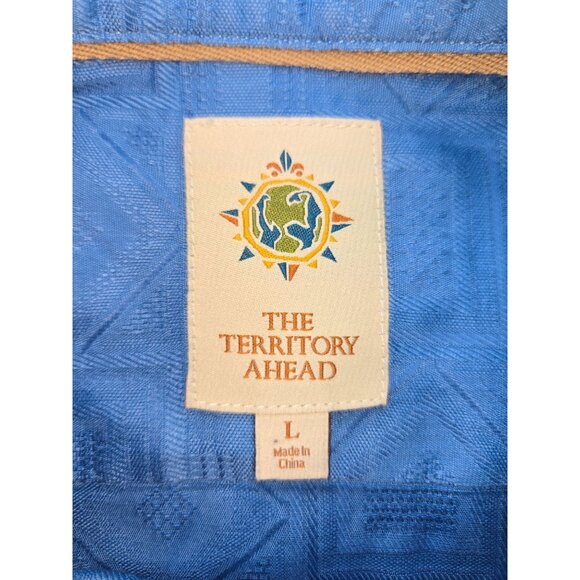 THE
TERRITORY
AHEAD
L
Made In
China